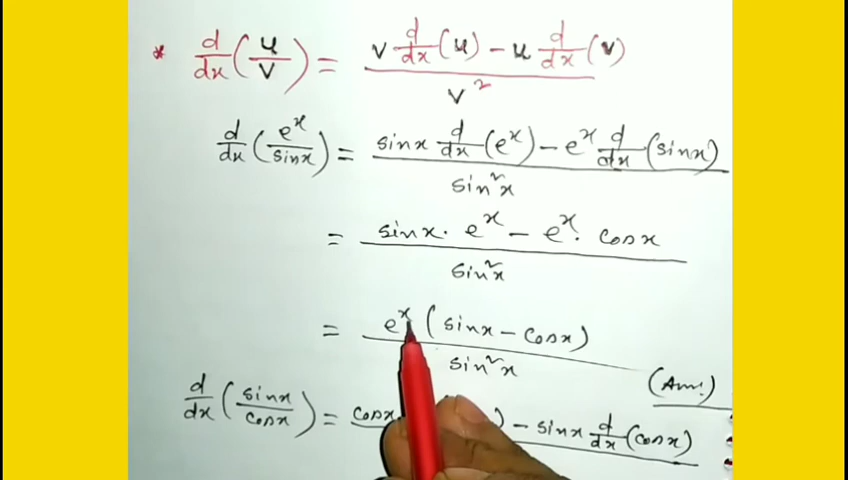 * d/dx (u/v) = (v d/dx (u) - u d/dx (v)) / v²
d/dx (eˣ/sinx) = (sinx d/dx (eˣ) - eˣ d/dx (sinx)) / sin²x
= (sinx · eˣ - eˣ · cosx) / sin²x
= eˣ (sinx - cosx) / sin²x
(Ans!)
d/dx (sinx/cosx) = cosx ) - sinx d/dx (cosx)